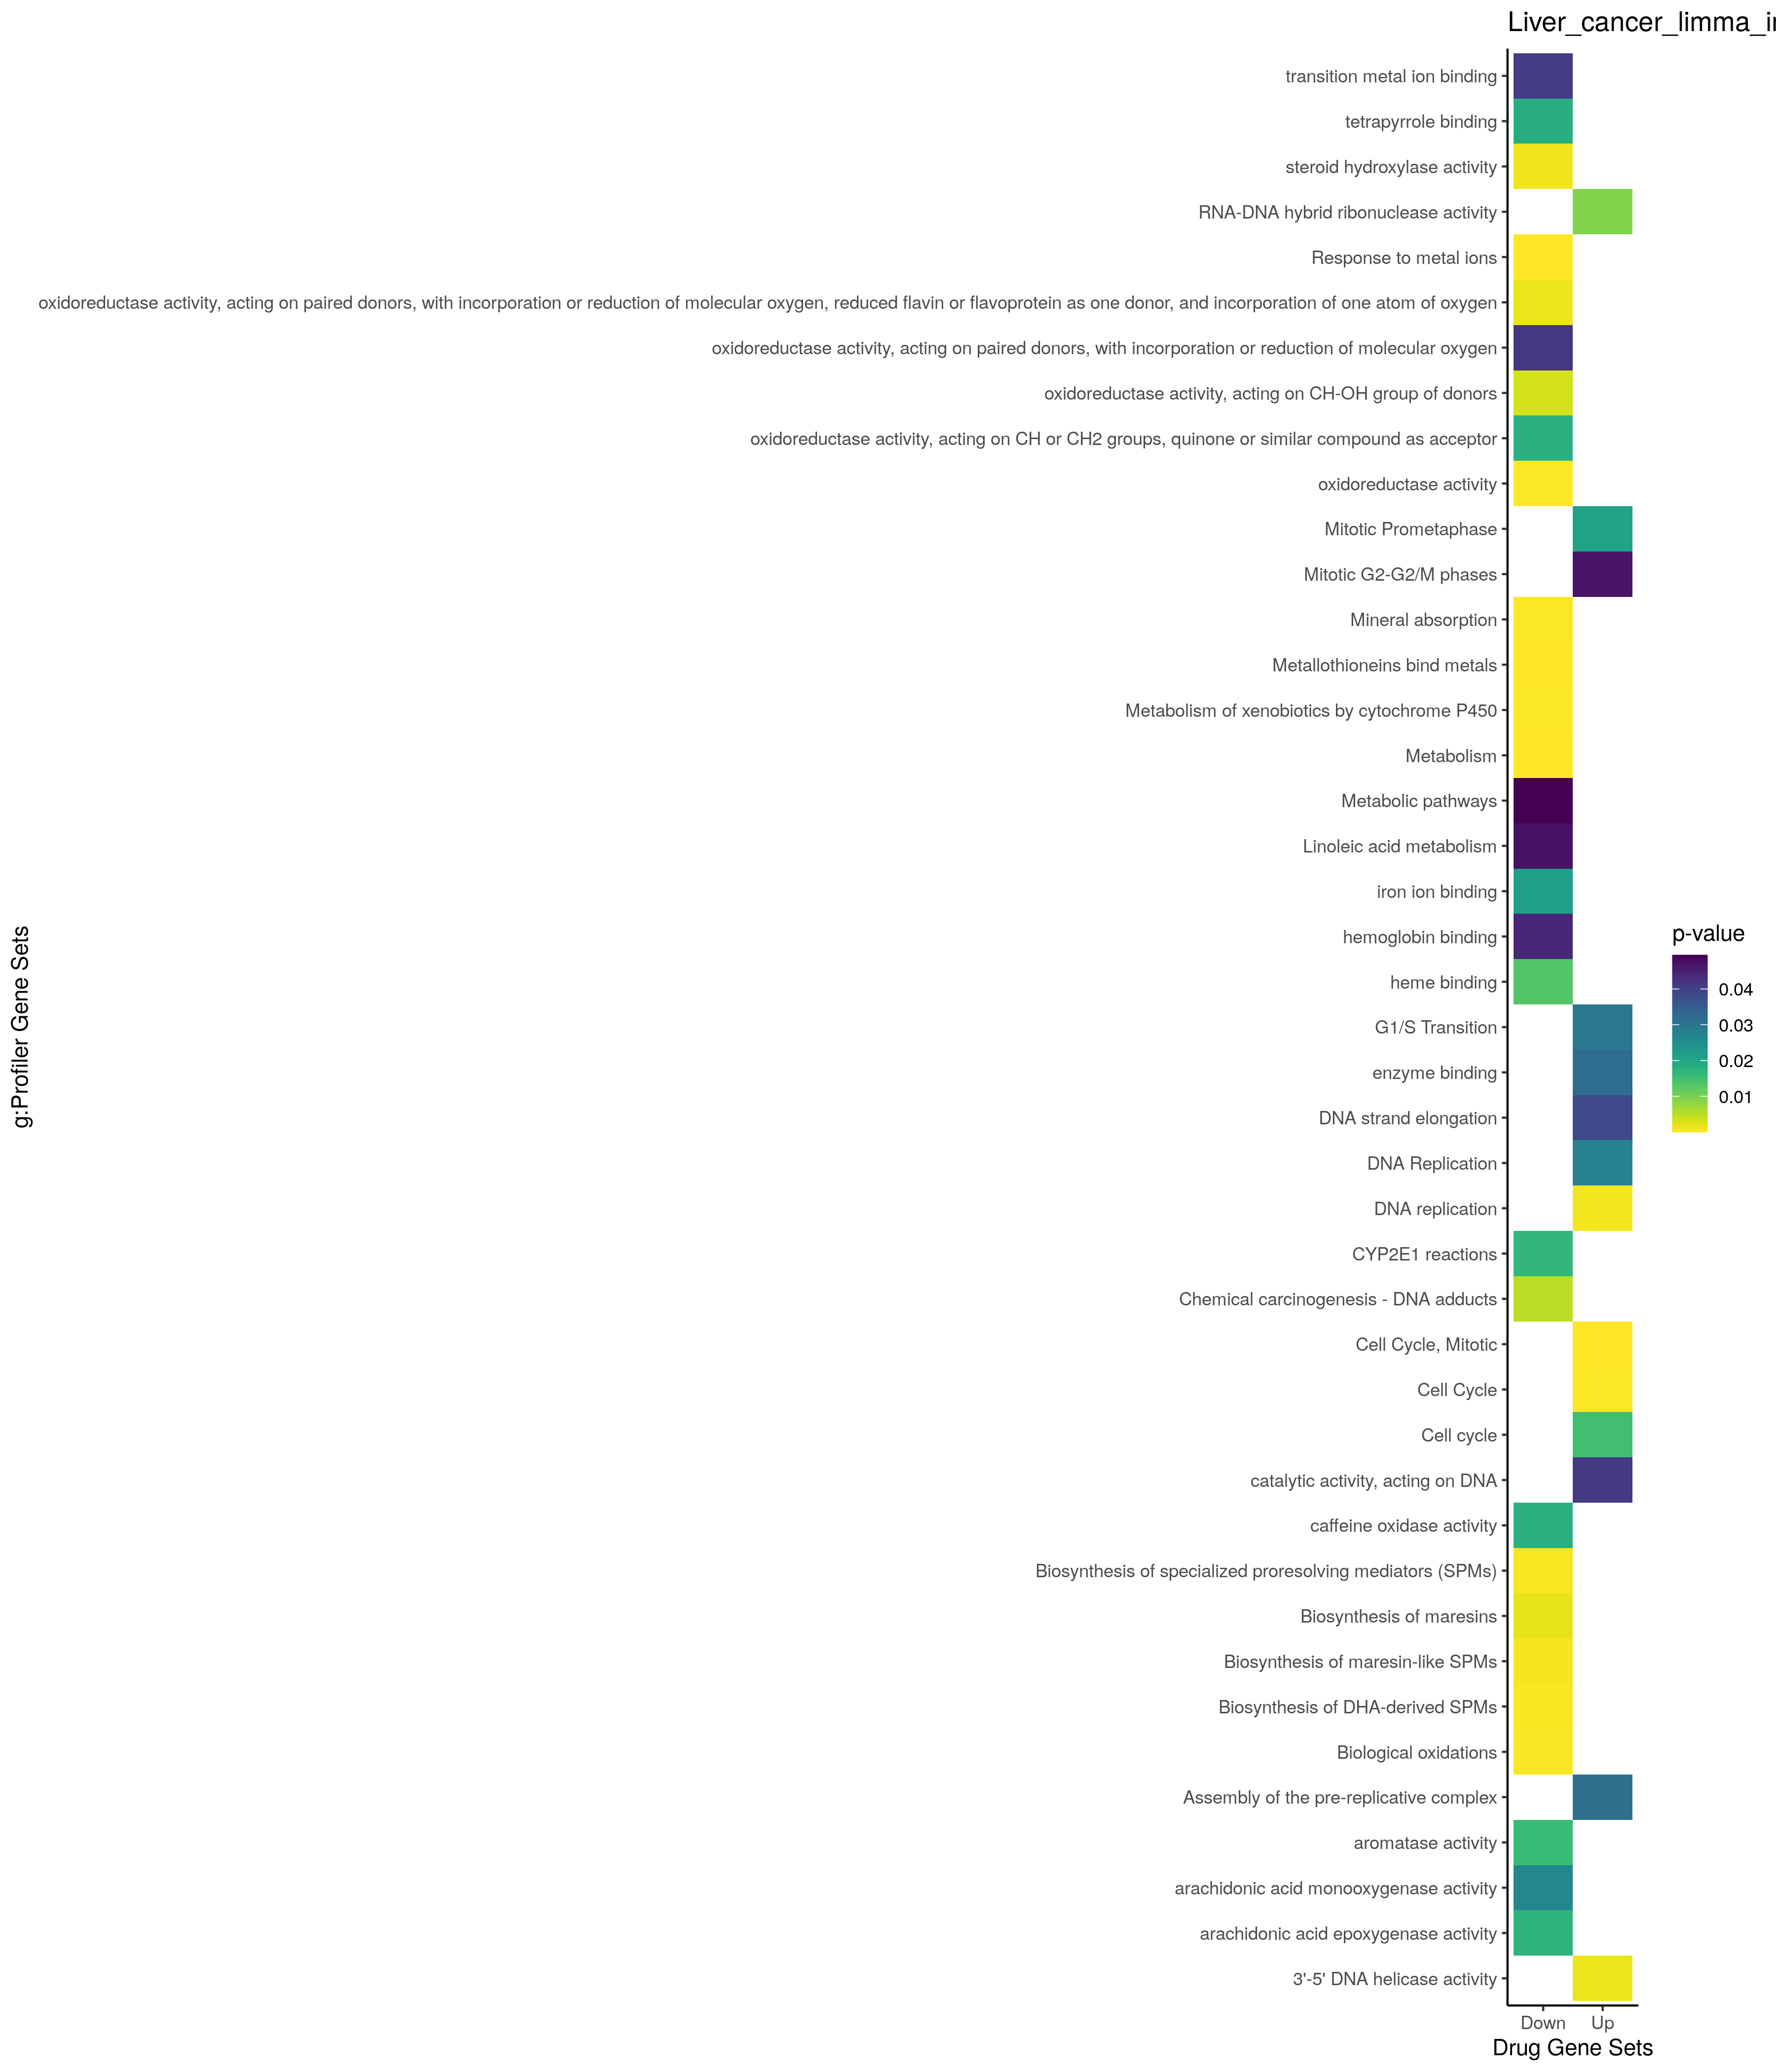 Liver_cancer_limma_i
transition metal ion binding
tetrapyrrole binding
steroid hydroxylase activity
RNA-DNA hybrid ribonuclease activity
Response to metal ions
oxidoreductase activity, acting on paired donors, with incorporation or reduction of molecular oxygen, reduced flavin or flavoprotein as one donor, and incorporation of one atom of oxygen
oxidoreductase activity, acting on paired donors, with incorporation or reduction of molecular oxygen
oxidoreductase activity, acting on CH-OH group of donors
oxidoreductase activity, acting on CH or CH2 groups, quinone or similar compound as acceptor
oxidoreductase activity
Mitotic Prometaphase
Mitotic G2-G2/M phases
Mineral absorption
Metallothioneins bind metals
Metabolism of xenobiotics by cytochrome P450
Metabolism
Metabolic pathways
Linoleic acid metabolism
iron ion binding
hemoglobin binding
heme binding
G1/S Transition
enzyme binding
DNA strand elongation
DNA Replication
DNA replication
CYP2E1 reactions
Chemical carcinogenesis - DNA adducts
Cell Cycle, Mitotic
Cell Cycle
Cell cycle
catalytic activity, acting on DNA
caffeine oxidase activity
Biosynthesis of specialized proresolving mediators (SPMs)
Biosynthesis of maresins
Biosynthesis of maresin-like SPMs
Biosynthesis of DHA-derived SPMs
Biological oxidations
Assembly of the pre-replicative complex
aromatase activity
arachidonic acid monooxygenase activity
arachidonic acid epoxygenase activity
3'-5' DNA helicase activity
g:Profiler Gene Sets
Down Up
Drug Gene Sets
p-value
0.04
0.03
0.02
0.01